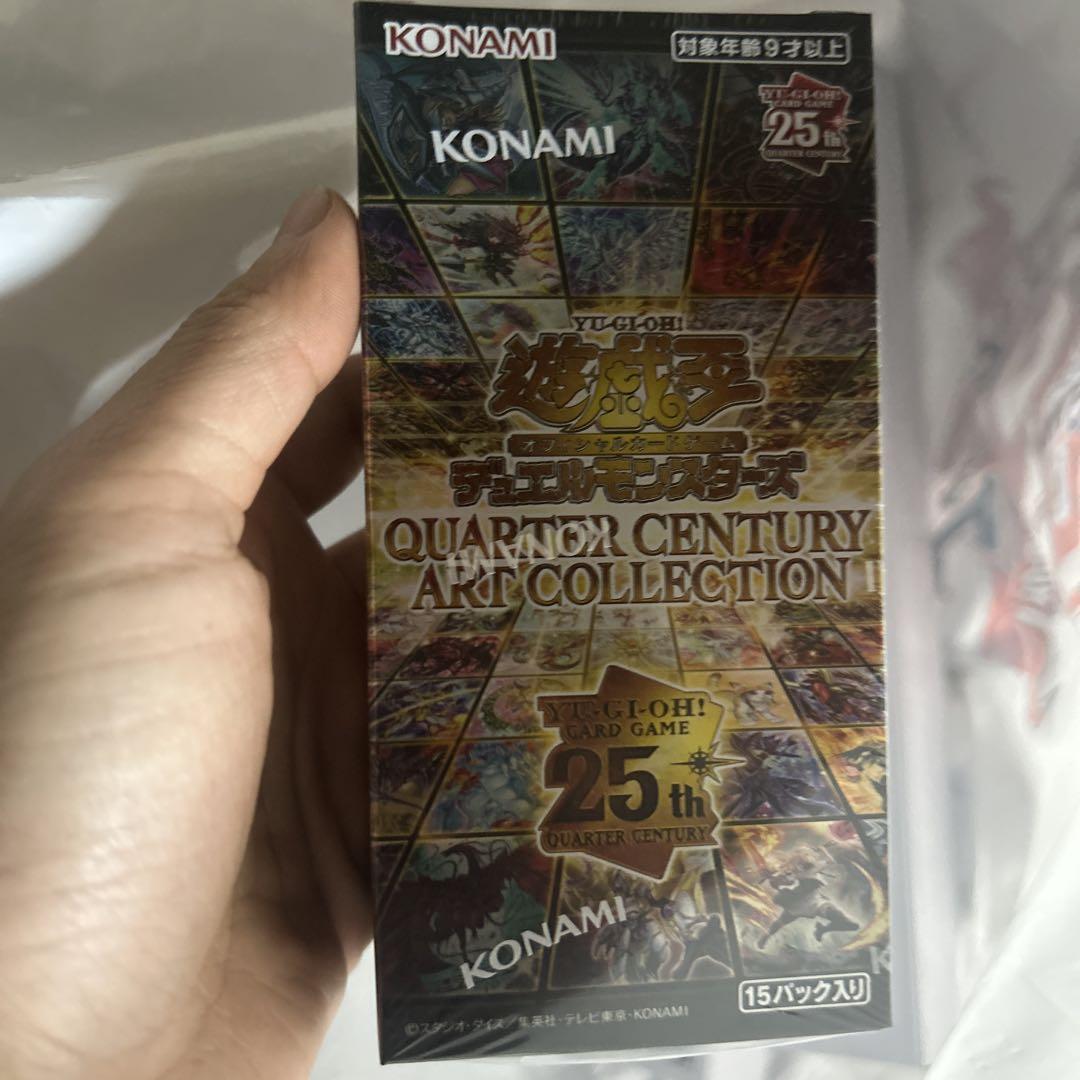 KONAMI
対象年齢9才以上
KONAMI
YU-GI-OH!
CARD GAME
25th
QUARTER CENTURY
YU-GI-OH!
遊戯王
オフィシャルカードゲーム
デュエルモンスターズ
QUARTER CENTURY
KONAMI
ART COLLECTION
YU-GI-OH!
CARD GAME
25th
QUARTER CENTURY
KONAMI
K
15パック入り
©スタジオ・ダイス/集英社・テレビ東京・KONAMI